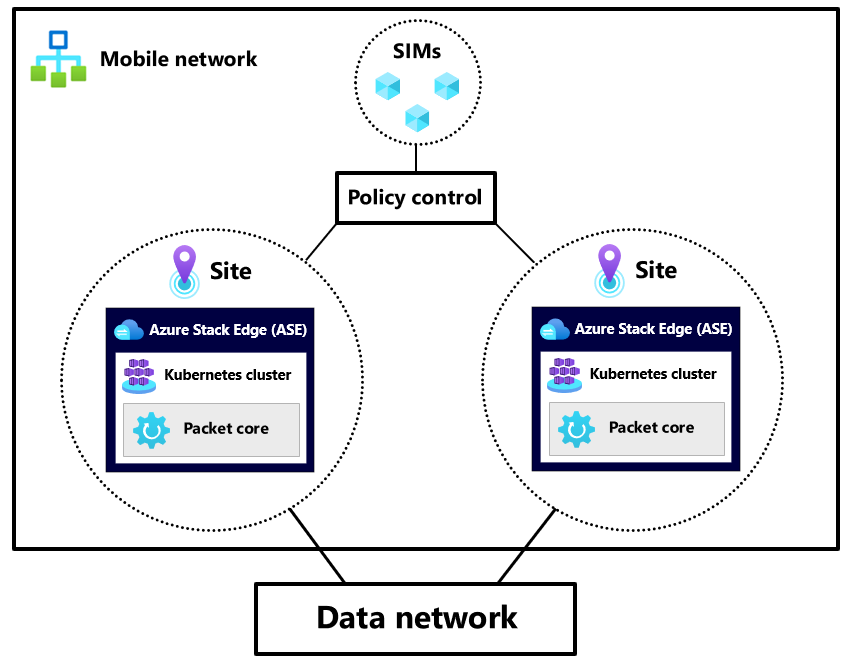 Mobile network
SIMs
Policy control
Site
Azure Stack Edge (ASE)
Kubernetes cluster
Packet core
Site
Azure Stack Edge (ASE)
Kubernetes cluster
Packet core
Data network